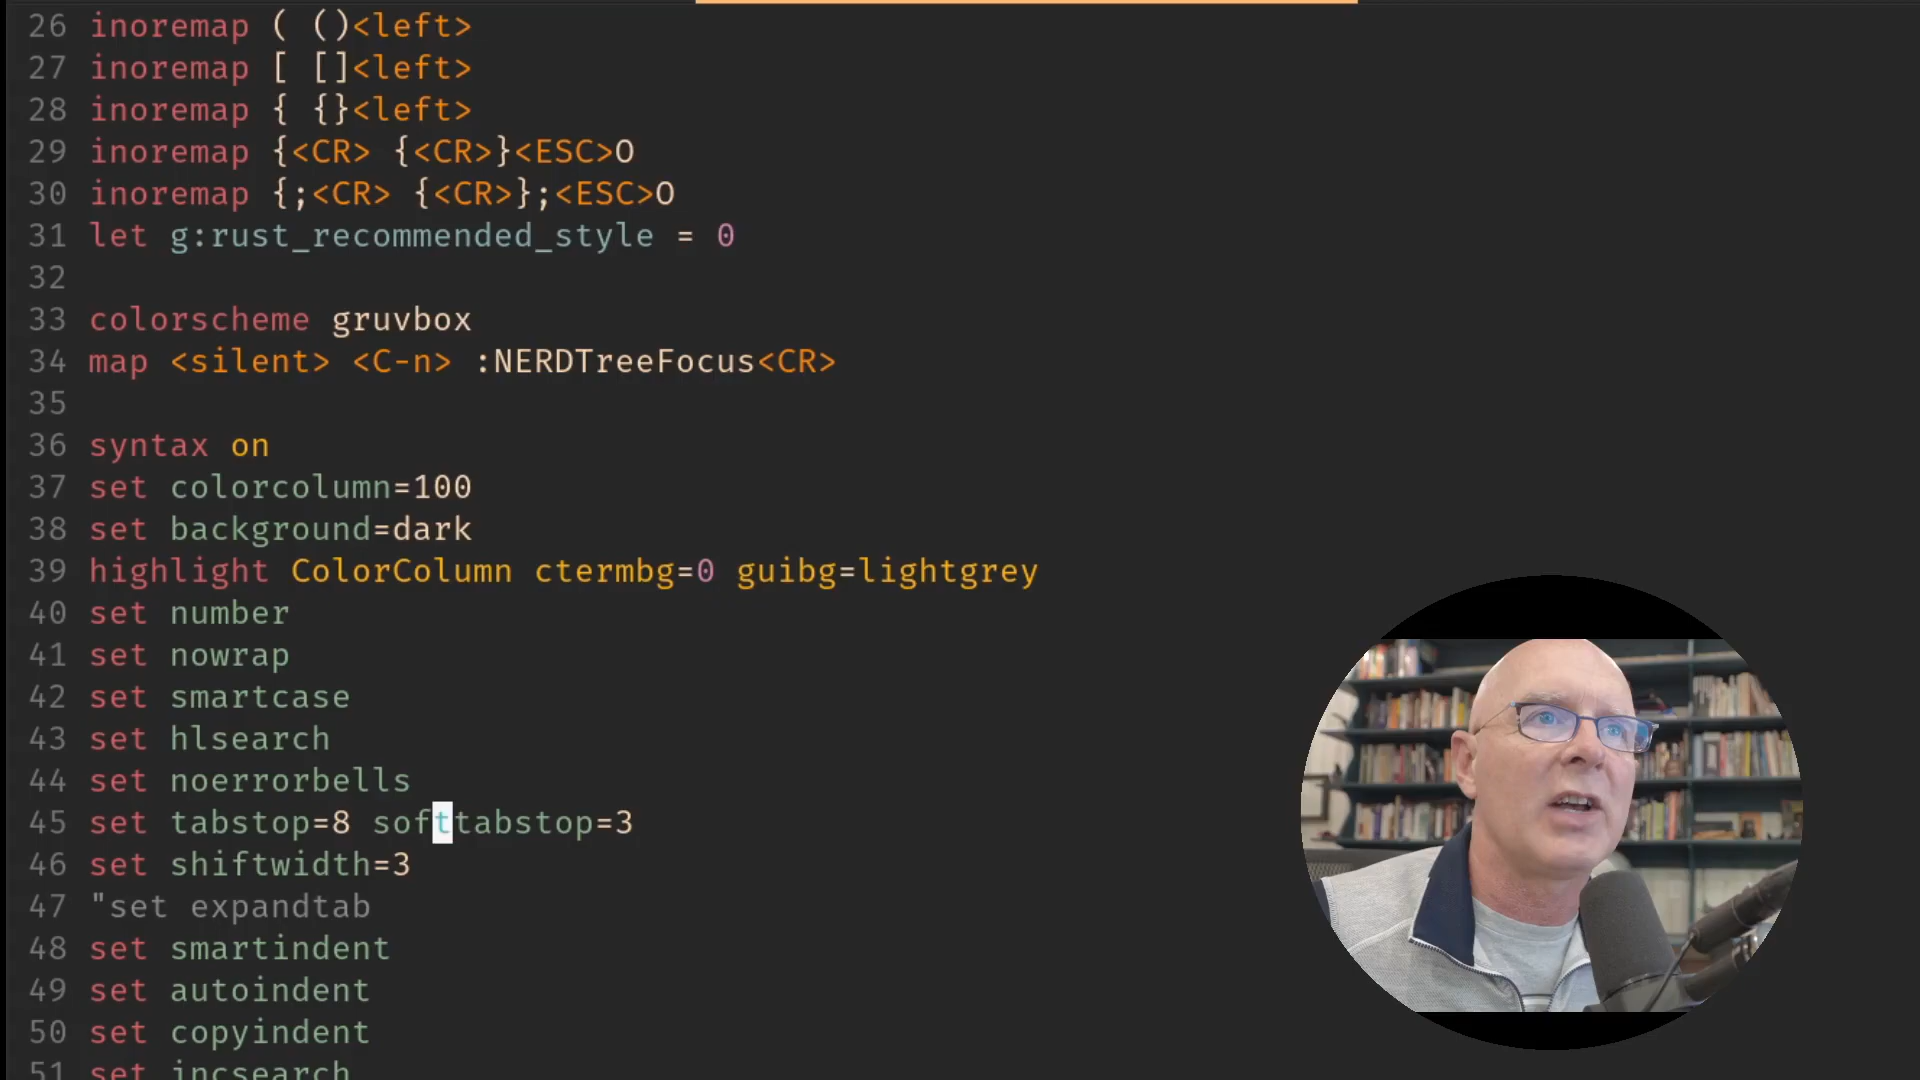 26 inoremap ( ()<left>
27 inoremap [ []<left>
28 inoremap { {}<left>
29 inoremap {<CR> {<CR>}<ESC>O
30 inoremap {;<CR> {<CR>};<ESC>O
31 let g:rust_recommended_style = 0
32
33 colorscheme gruvbox
34 map <silent> <C-n> :NERDTreeFocus<CR>
35
36 syntax on
37 set colorcolumn=100
38 set background=dark
39 highlight ColorColumn ctermbg=0 guibg=lightgrey
40 set number
41 set nowrap
42 set smartcase
43 set hlsearch
44 set noerrorbells
45 set tabstop=8 softtabstop=3
46 set shiftwidth=3
47 "set expandtab
48 set smartindent
49 set autoindent
50 set copyindent
51 set incsearch